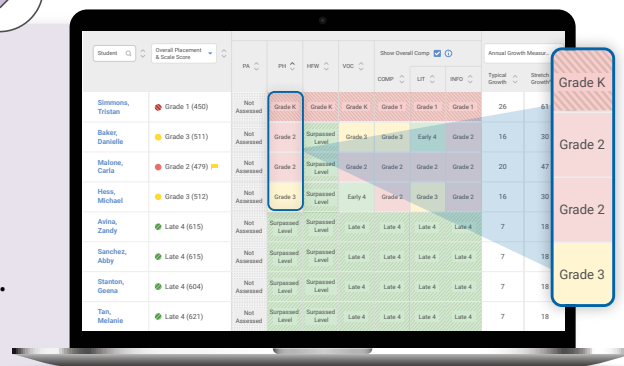 Show Overall Comp
Student
Overall Placement
& Scale Score
Annual Growth Measur...
PA
PH
HFW
VOC
COMP
LIT
INFO
Typical
Growth
Stretch
Growth
Simmons,
Tristan
Grade 1 (450)
Not
Assessed
Grade K
Grade K
Grade K
Grade 1
Grade 1
Grade 1
26
61
Baker,
Danielle
Grade 3 (511)
Not
Assessed
Grade 2
Surpassed
Level
Grade 3
Grade 3
Early 4
Grade 2
16
30
Malone,
Carla
Grade 2 (479)
Not
Assessed
Grade 2
Surpassed
Level
Grade 2
Grade 2
Grade 2
Grade 2
20
47
Hess,
Michael
Grade 3 (512)
Not
Assessed
Grade 3
Surpassed
Level
Early 4
Grade 2
Grade 3
Grade 2
16
30
Avina,
Zandy
Late 4 (615)
Not
Assessed
Surpassed
Level
Surpassed
Level
Late 4
Late 4
Late 4
Late 4
7
18
Sanchez,
Abby
Late 4 (615)
Not
Assessed
Surpassed
Level
Surpassed
Level
Late 4
Late 4
Late 4
Late 4
7
18
Stanton,
Geena
Late 4 (604)
Not
Assessed
Surpassed
Level
Surpassed
Level
Late 4
Late 4
Late 4
Late 4
7
18
Tan,
Melanie
Late 4 (621)
Not
Assessed
Surpassed
Level
Surpassed
Level
Late 4
Late 4
Late 4
Late 4
7
18
Grade K
Grade 2
Grade 2
Grade 3